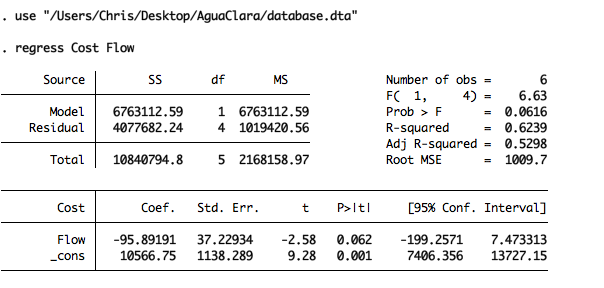 . use "/Users/Chris/Desktop/AguaClara/database.dta"
. regress Cost Flow
Source SS df MS Number of obs = 6
F( 1, 4) = 6.63
Model 6763112.59 1 6763112.59 Prob > F = 0.0616
Residual 4077682.24 4 1019420.56 R-squared = 0.6239
Adj R-squared = 0.5298
Total 10840794.8 5 2168158.97 Root MSE = 1009.7
Cost Coef. Std. Err. t P>|t| [95% Conf. Interval]
Flow -95.89191 37.22934 -2.58 0.062 -199.2571 7.473313
_cons 10566.75 1138.289 9.28 0.001 7406.356 13727.15